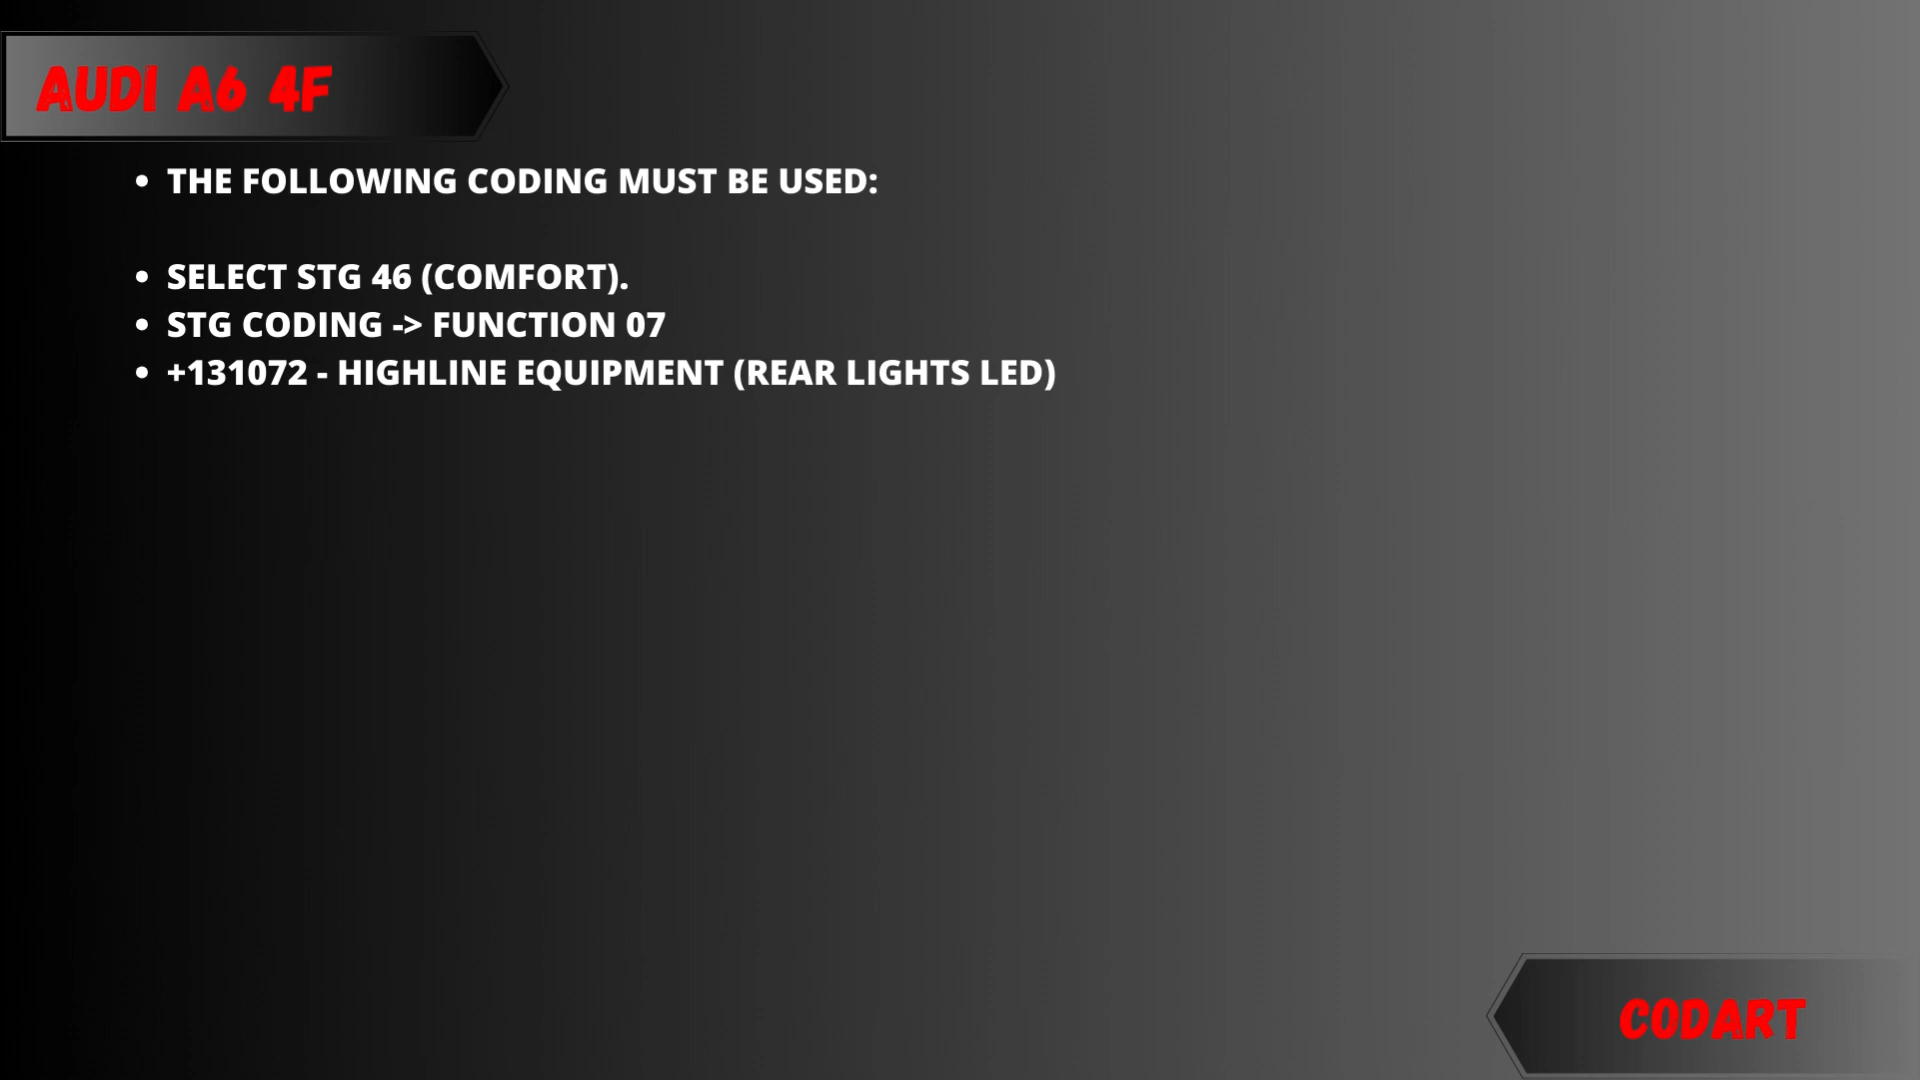 AUDI A6 4F
• THE FOLLOWING CODING MUST BE USED:
• SELECT STG 46 (COMFORT).
• STG CODING -> FUNCTION 07
• +131072 - HIGHLINE EQUIPMENT (REAR LIGHTS LED)
CODART